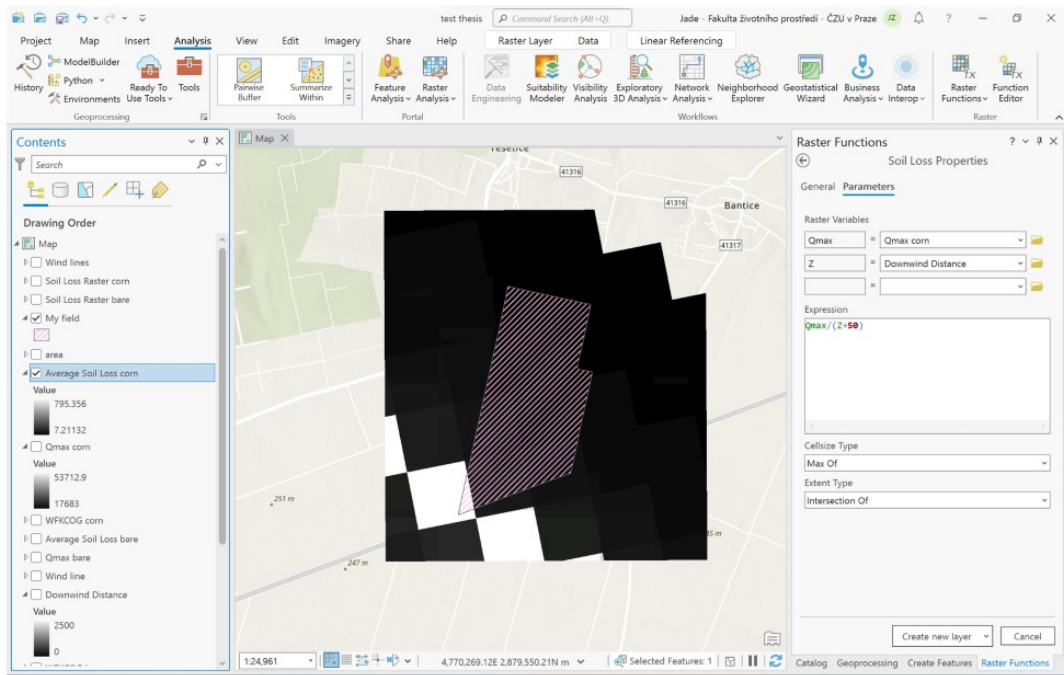 test thesis
Command Search (Alt+Q)
Jade - Fakulta životního prostředí - ČZU v Praze
JZ
?
Project Map Insert Analysis View Edit Imagery Share Help Raster Layer Data Linear Referencing
History
ModelBuilder
Python
Environments
Ready To Use Tools
Tools
Geoprocessing
Pairwise Buffer
Summarize Within
Tools
Feature Analysis
Raster Analysis
Portal
Data Engineering
Suitability Modeler
Visibility Analysis
Exploratory 3D Analysis
Network Analysis
Neighborhood Explorer
Geostatistical Wizard
Business Analysis
Data Interop
Workflows
Raster Functions
Function Editor
Raster
Contents
Search
Drawing Order
Map
Wind lines
Soil Loss Raster corn
Soil Loss Raster bare
My field
area
Average Soil Loss corn
Value
795.356
7.21132
Qmax corn
Value
53712.9
17683
WFKCOG corn
Average Soil Loss bare
Qmax bare
Wind line
Downwind Distance
Value
2500
0
Map
41316
41316
Bantice
41317
251 m
247 m
1:24,961
4,770,269.12E 2,879,550.21N m
Selected Features: 1
Raster Functions
?
Soil Loss Properties
General Parameters
Raster Variables
Qmax = Qmax corn
Z = Downwind Distance
=
Expression
Qmax/(Z+50)
Cellsize Type
Max Of
Extent Type
Intersection Of
Create new layer
Cancel
Catalog Geoprocessing Create Features Raster Functions